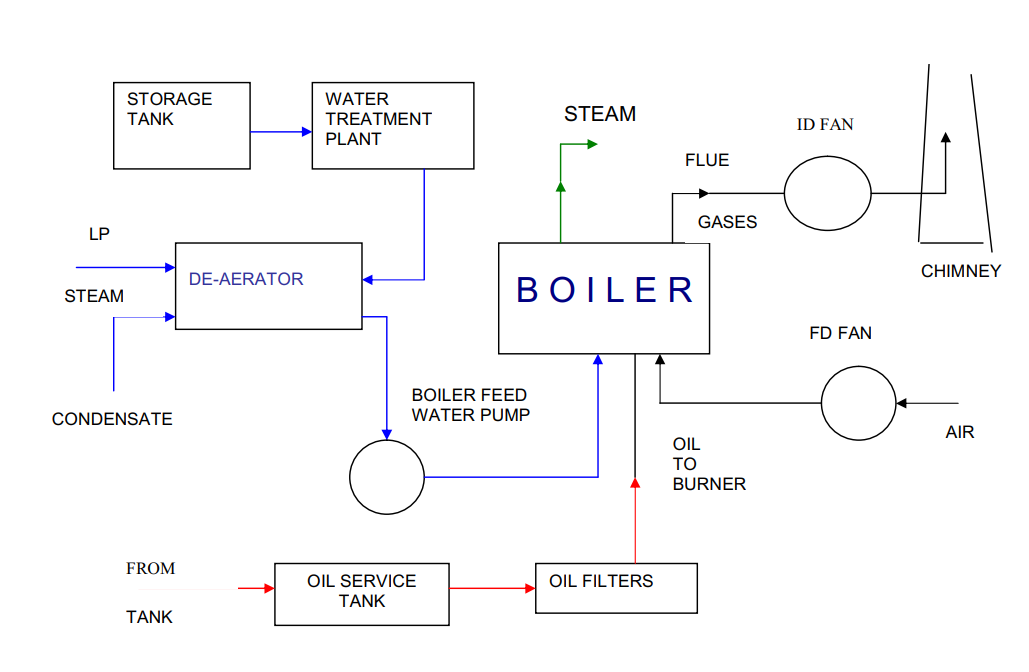 STORAGE
TANK
WATER
TREATMENT
PLANT
STEAM
ID FAN
FLUE
GASES
LP
STEAM
DE-AERATOR
CONDENSATE
B O I L E R
CHIMNEY
FD FAN
AIR
BOILER FEED
WATER PUMP
OIL
TO
BURNER
FROM
TANK
OIL SERVICE
TANK
OIL FILTERS